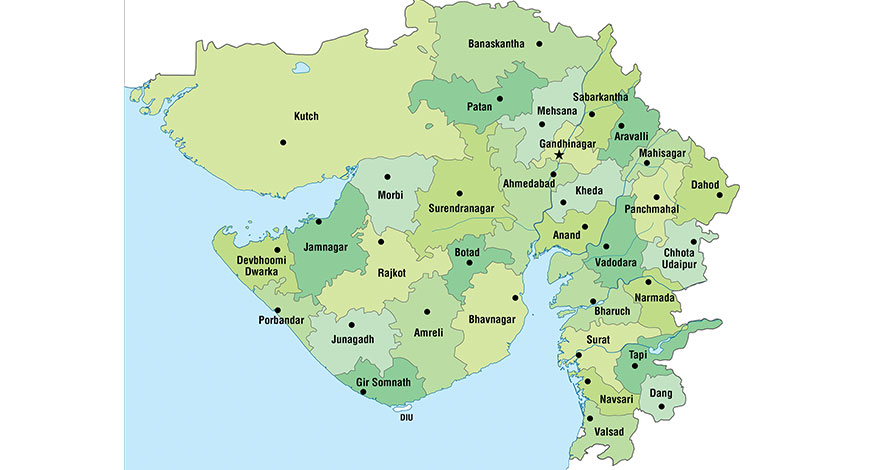 Banaskantha
Patan
Mehsana
Sabarkantha
Kutch
Aravalli
Gandhinagar
Mahisagar
Ahmedabad
Kheda
Dahod
Morbi
Surendranagar
Panchmahal
Anand
Jamnagar
Botad
Chhota
Udaipur
Devbhoomi
Dwarka
Vadodara
Rajkot
Narmada
Bharuch
Porbandar
Bhavnagar
Amreli
Junagadh
Surat
Tapi
Gir Somnath
Dang
Navsari
DIU
Valsad